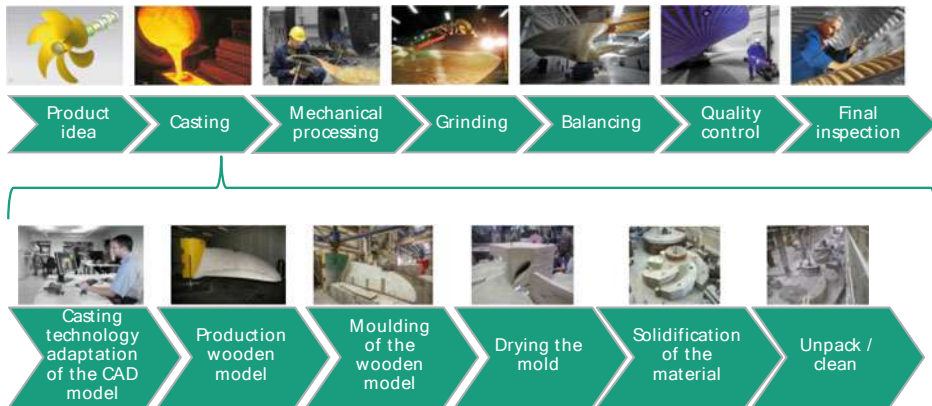 Product
idea
Casting
Mechanical
processing
Grinding
Balancing
Quality
control
Final
inspection
Casting
technology
adaptation
of the CAD
model
Production
wooden
model
Moulding
of the
wooden
model
Drying the
mold
Solidification
of the
material
Unpack /
clean